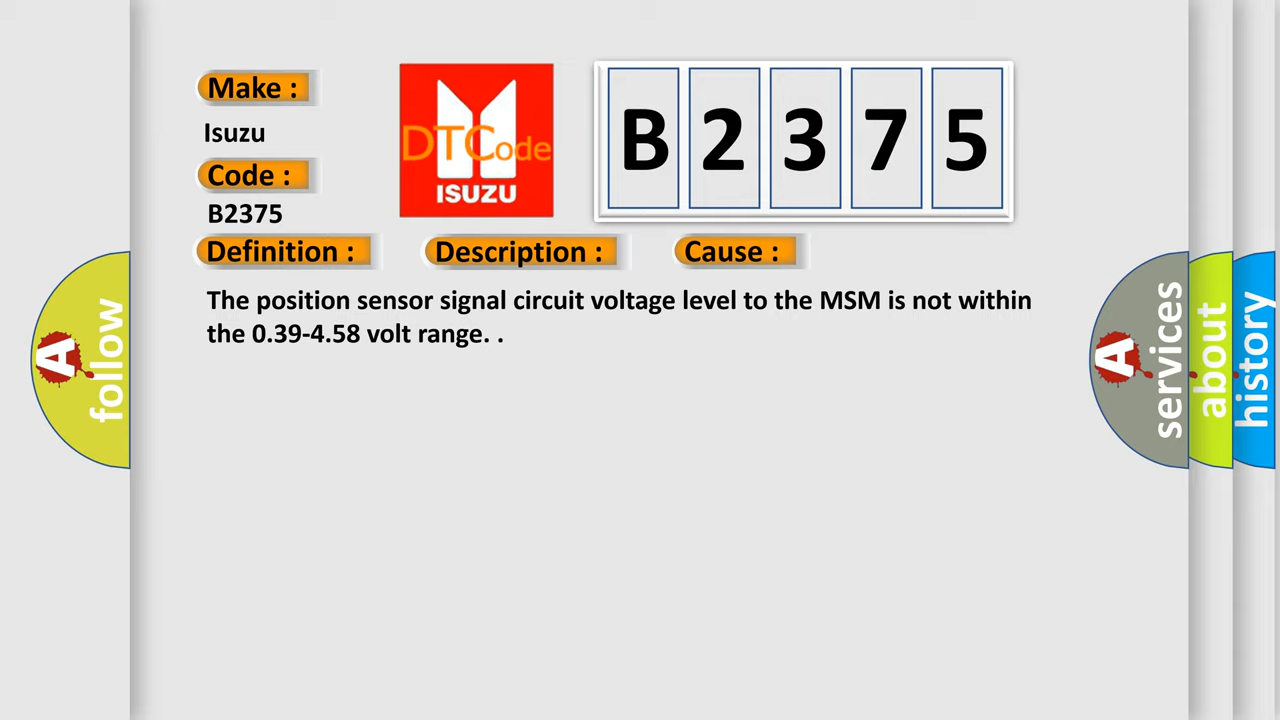 Make :
Isuzu
Code :
B2375
DTCode
ISUZU
B 2 3 7 5
Definition :
Description :
Cause :
The position sensor signal circuit voltage level to the MSM is not within
the 0.39-4.58 volt range. .
A follow
A services
about
history